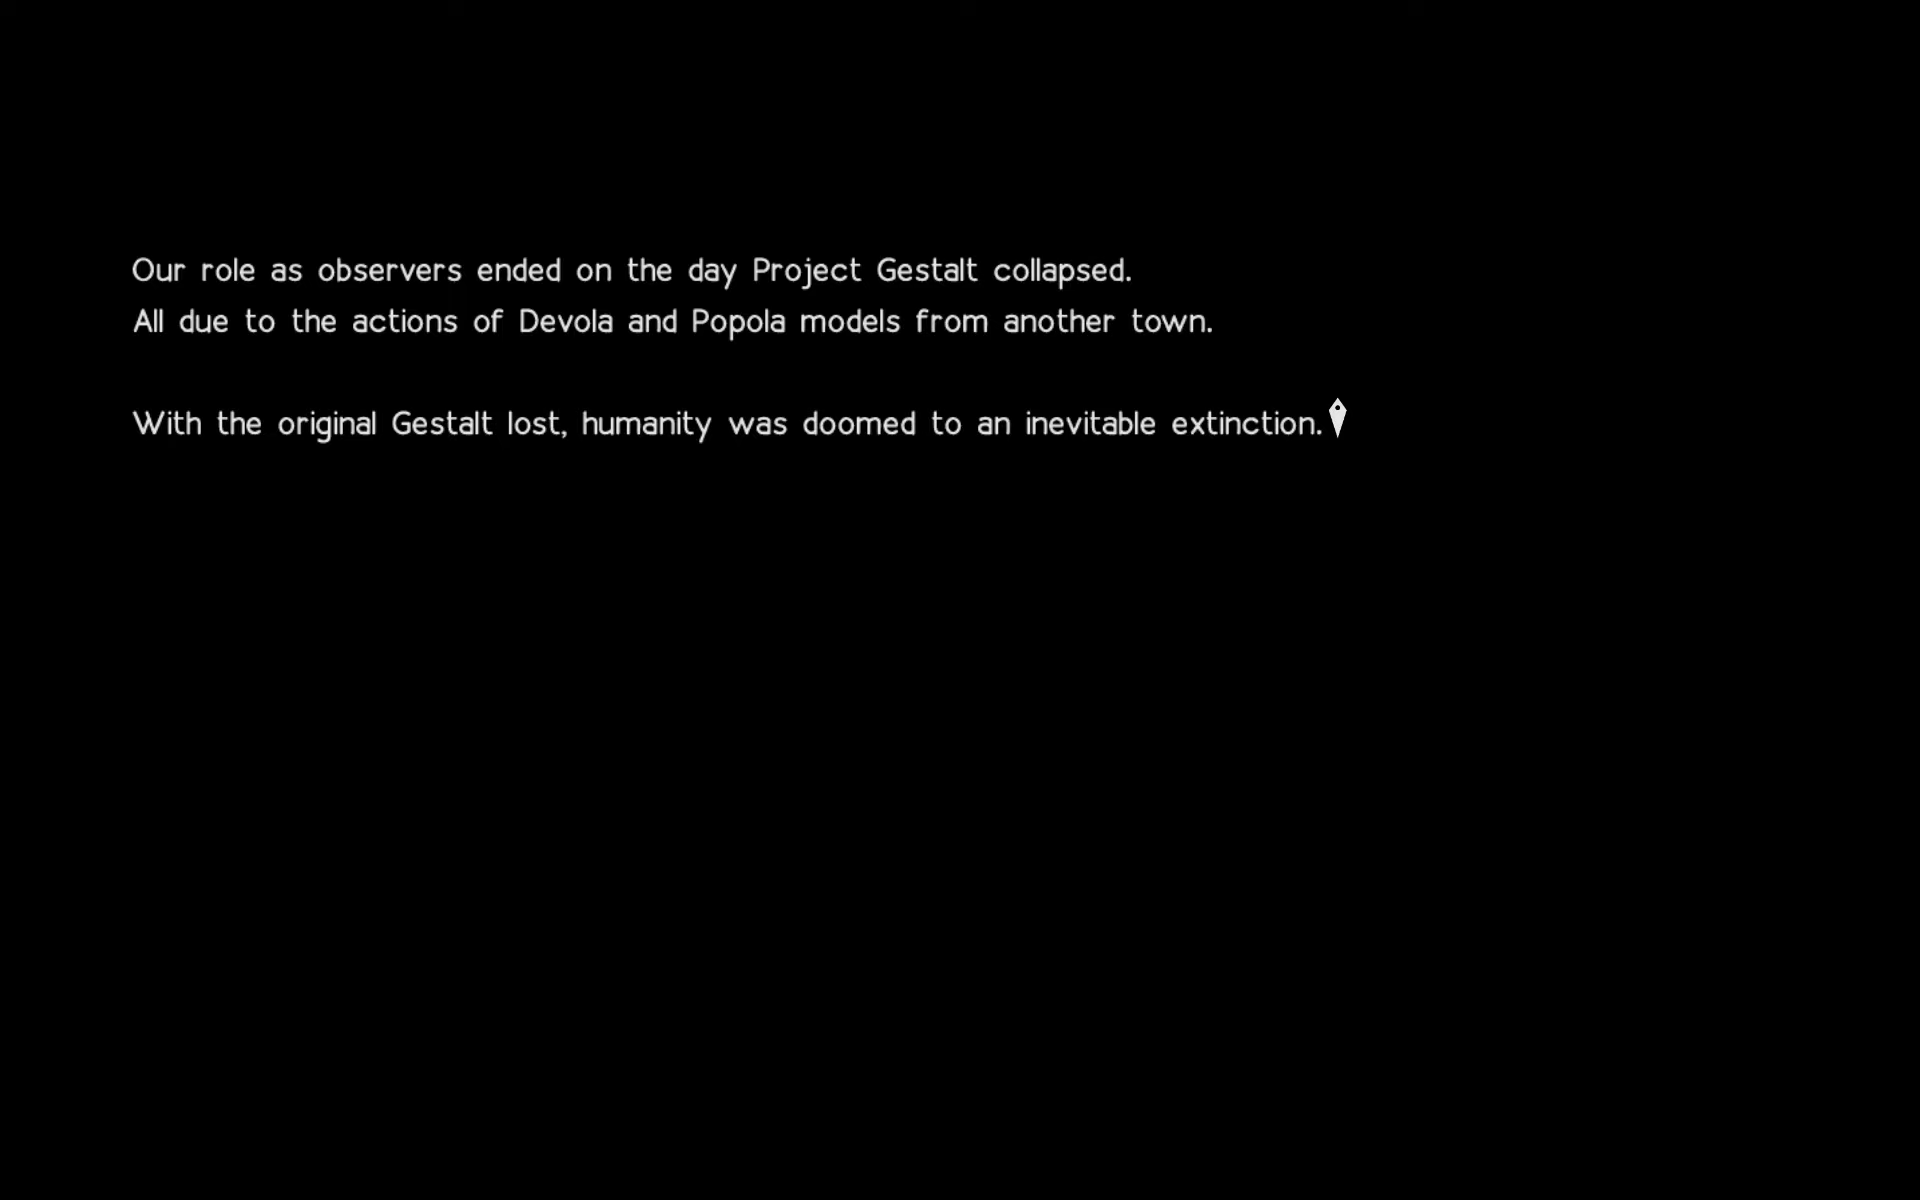 Our role as observers ended on the day Project Gestalt collapsed.
All due to the actions of Devola and Popola models from another town.
With the original Gestalt lost, humanity was doomed to an inevitable extinction.